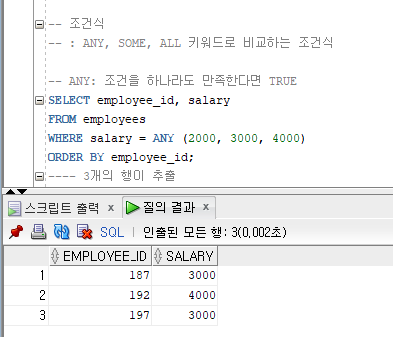 -- 조건식
-- : ANY, SOME, ALL 키워드로 비교하는 조건식
-- ANY: 조건을 하나라도 만족한다면 TRUE
SELECT employee_id, salary
FROM employees
WHERE salary = ANY (2000, 3000, 4000)
ORDER BY employee_id;
---- 3개의 행이 추출
스크립트 출력 x 질의 결과 x
SQL | 인출된 모든 행: 3(0,002초)
EMPLOYEE_ID SALARY
1 187 3000
2 192 4000
3 197 3000